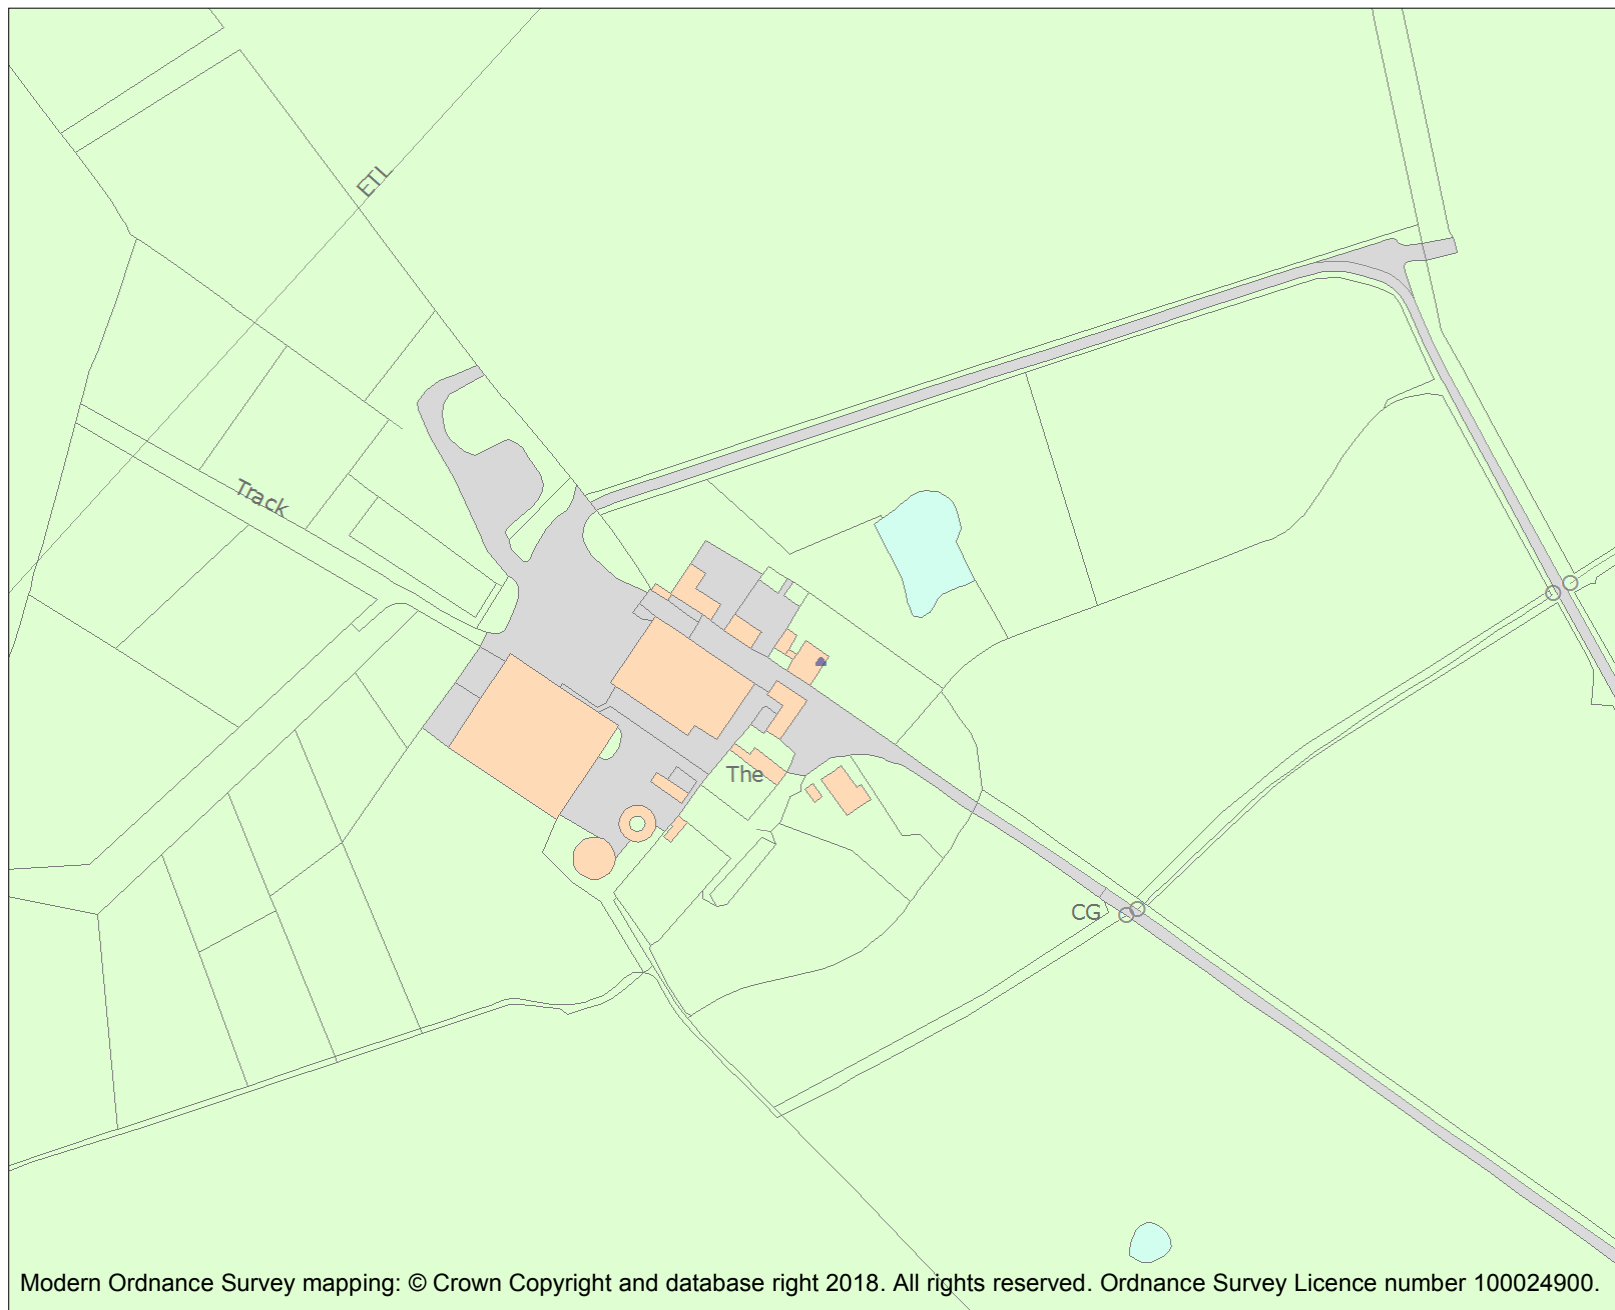 ETL
Track
The
CG
Modern Ordnance Survey mapping: © Crown Copyright and database right 2018. All rights reserved. Ordnance Survey Licence number 100024900.